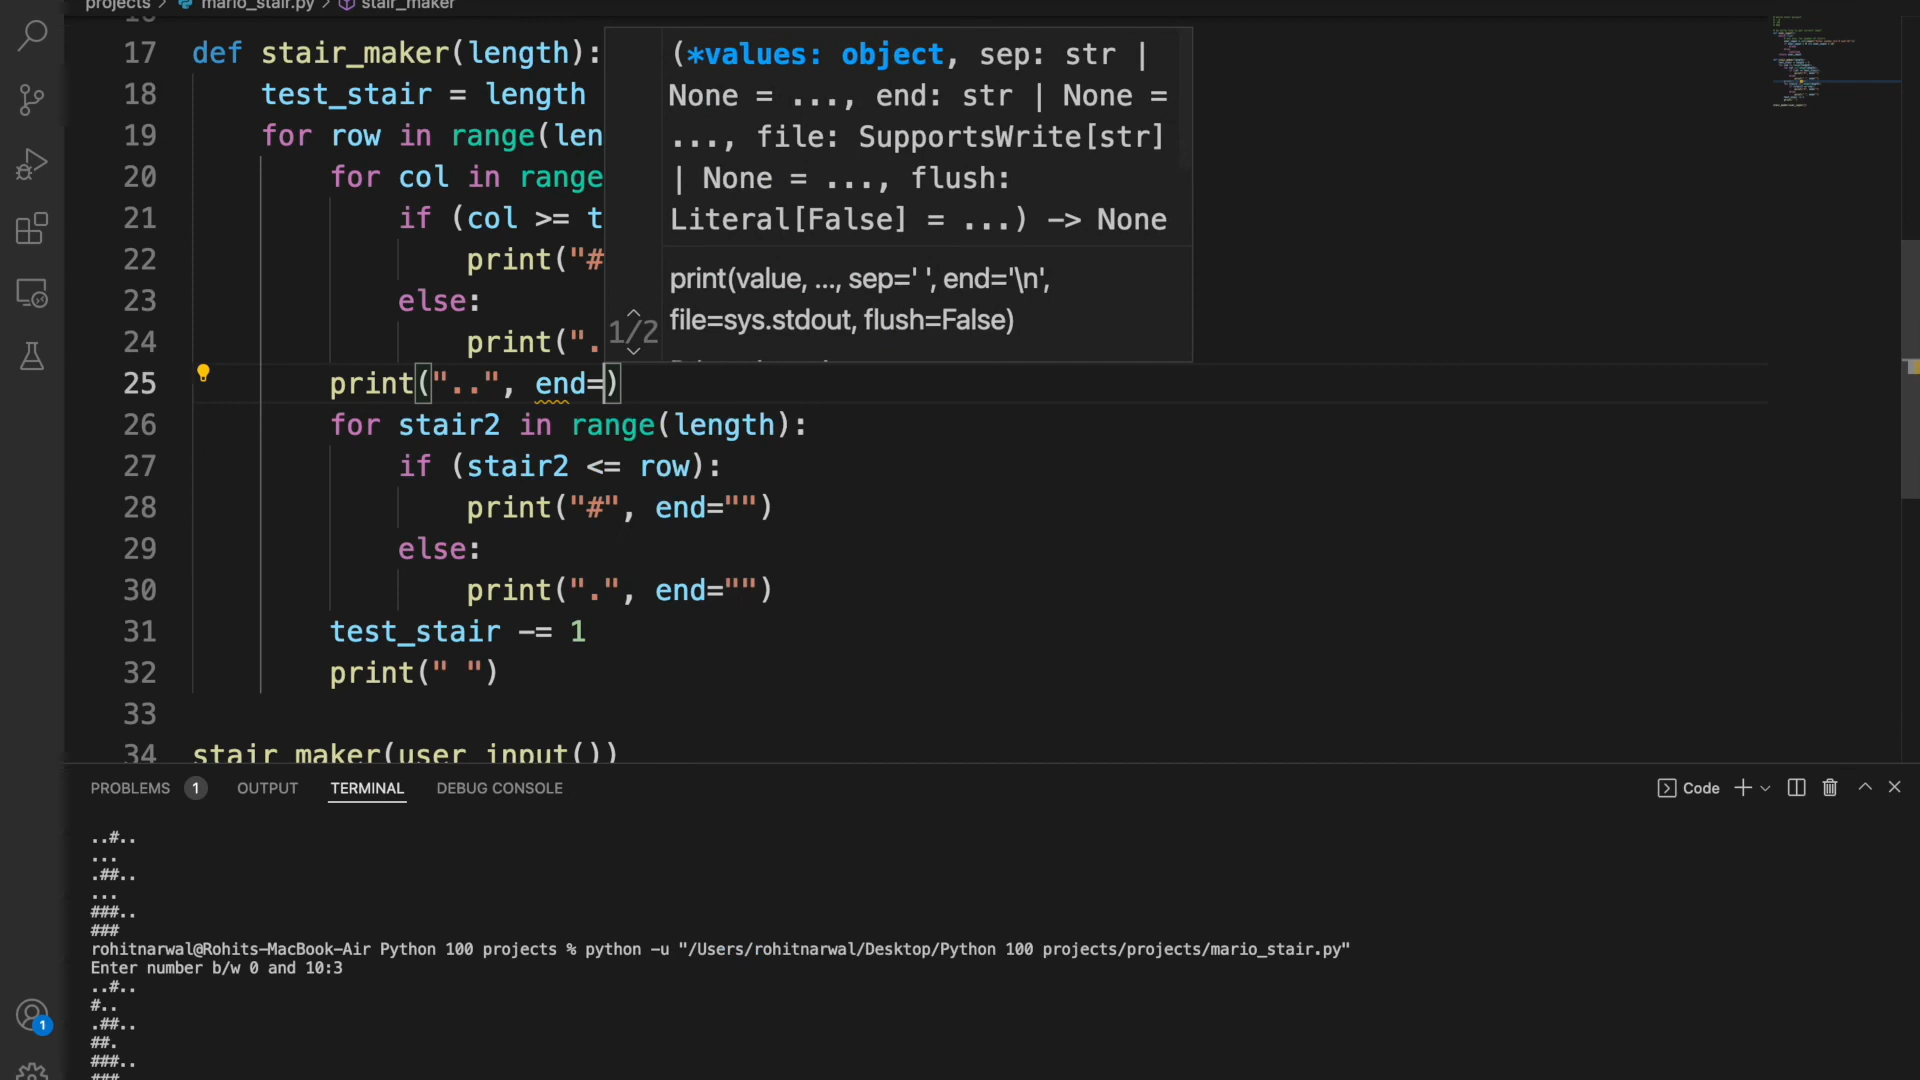 projects > mario_stair.py > stair_maker
16
17 def stair_maker(length):
18 test_stair = length
19 for row in range(len
20 for col in range
21 if (col >= t
22 print("#
23 else:
24 print(".
25 print("..", end=)
26 for stair2 in range(length):
27 if (stair2 <= row):
28 print("#", end="")
29 else:
30 print(".", end="")
31 test_stair -= 1
32 print(" ")
33
34 stair_maker(user_input())
(*values: object, sep: str |
None = ..., end: str | None =
..., file: SupportsWrite[str]
| None = ..., flush:
Literal[False] = ...) -> None
print(value, ..., sep=' ', end='\n',
file=sys.stdout, flush=False)
1/2
PROBLEMS 1 OUTPUT TERMINAL DEBUG CONSOLE
Code
..#..
...
.##..
...
###..
###
rohitnarwal@Rohits-MacBook-Air Python 100 projects % python -u "/Users/rohitnarwal/Desktop/Python 100 projects/projects/mario_stair.py"
Enter number b/w 0 and 10:3
..#..
#..
.##..
##.
###..
###
1